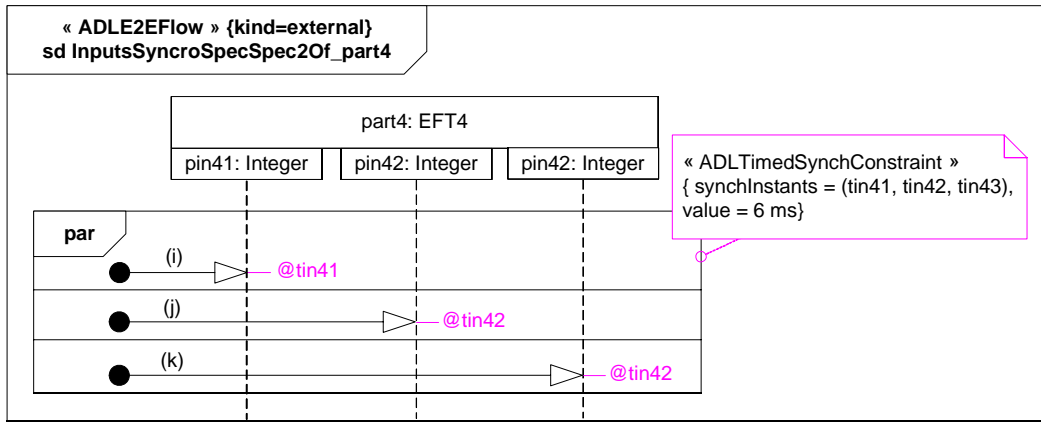 « ADLE2EFlow » {kind=external}
sd InputsSyncroSpecSpec2Of_part4
part4: EFT4
pin41: Integer
pin42: Integer
pin42: Integer
« ADLTimedSynchConstraint »
{ synchInstants = (tin41, tin42, tin43),
value = 6 ms}
par
(i)
@tin41
(j)
@tin42
(k)
@tin42